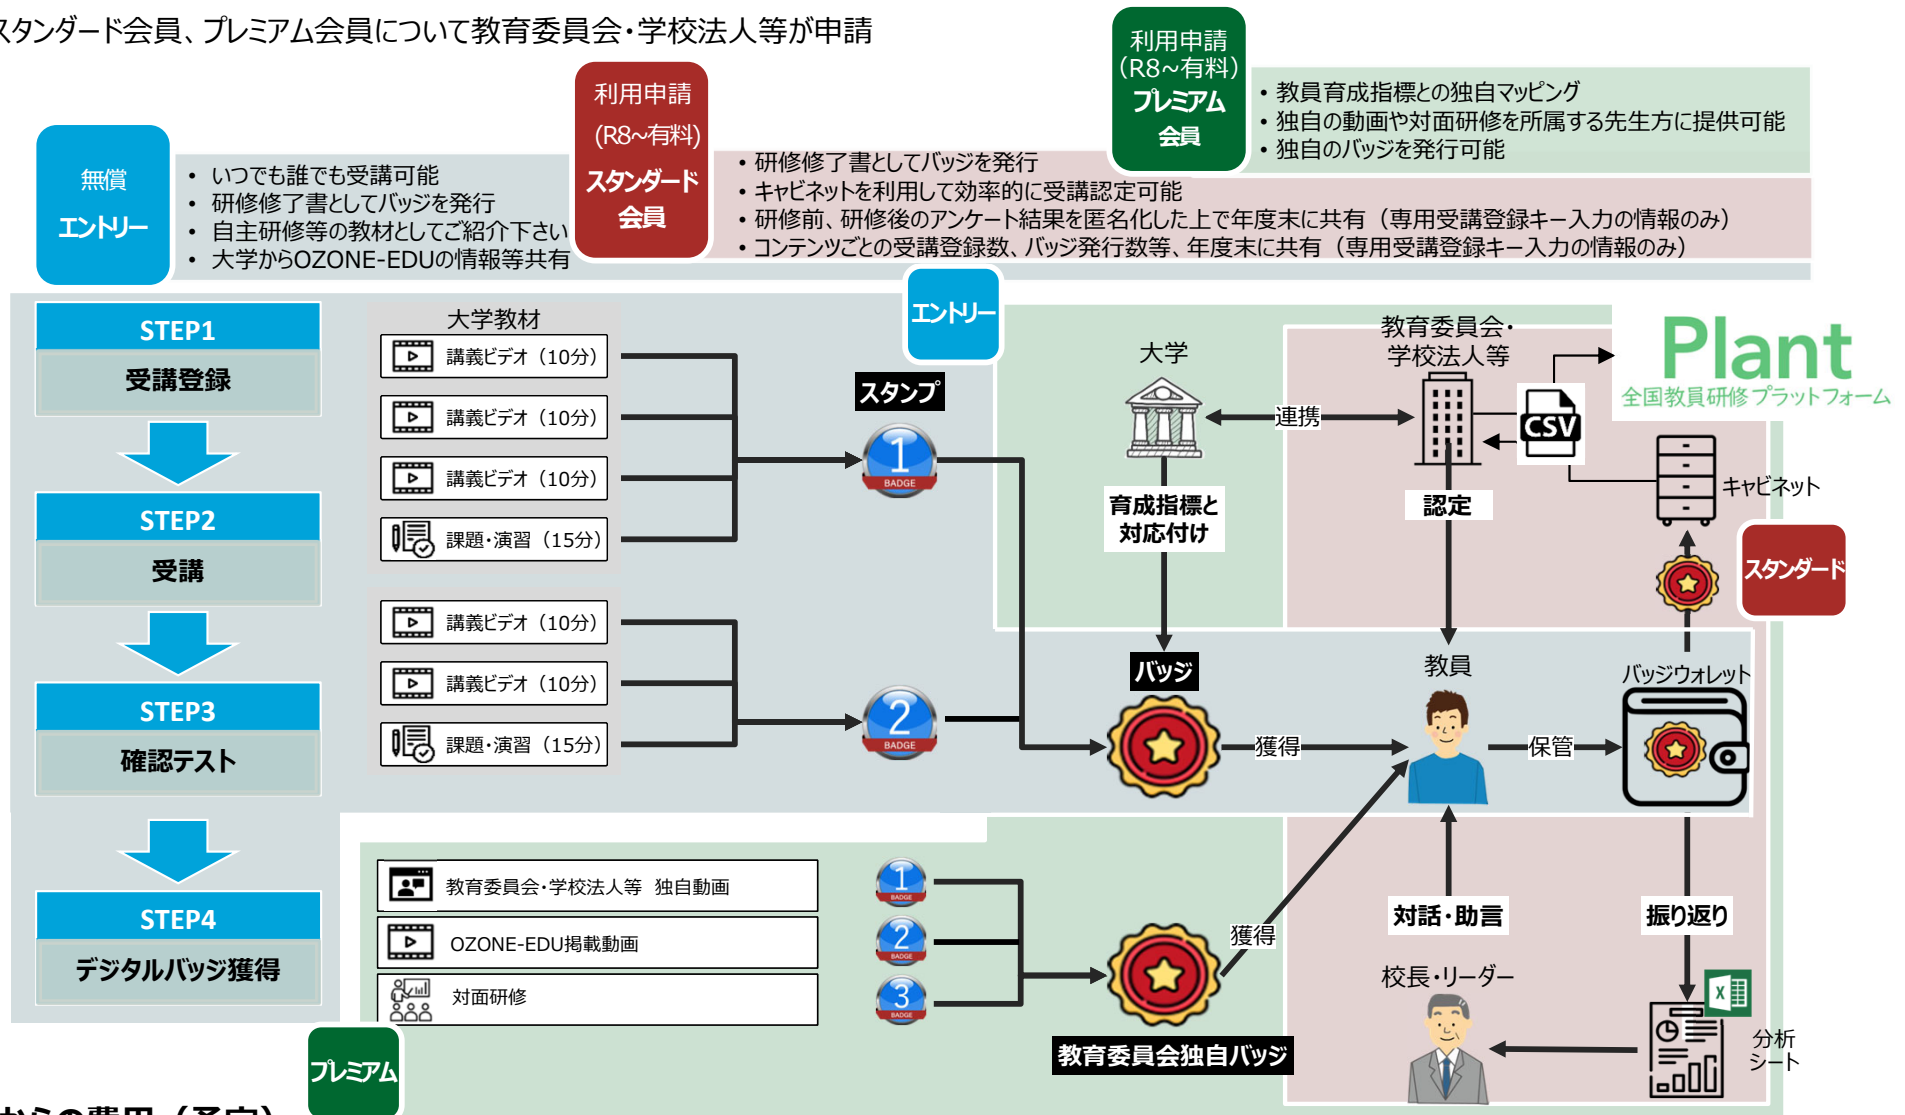 スタンダード会員、プレミアム会員について教育委員会・学校法人等が申請
無償
エントリー
• いつでも誰でも受講可能
• 研修修了書としてバッジを発行
• 自主研修等の教材としてご紹介下さい
• 大学からOZONE-EDUの情報等共有
利用申請
(R8~有料)
スタンダード
会員
• 研修修了書としてバッジを発行
• キャビネットを利用して効率的に受講認定可能
• 研修前、研修後のアンケート結果を匿名化した上で年度末に共有（専用受講登録キー入力の情報のみ）
• コンテンツごとの受講登録数、バッジ発行数等、年度末に共有（専用受講登録キー入力の情報のみ）
利用申請
(R8~有料)
プレミアム
会員
• 教員育成指標との独自マッピング
• 独自の動画や対面研修を所属する先生方に提供可能
• 独自のバッジを発行可能
STEP1
受講登録
STEP2
受講
STEP3
確認テスト
STEP4
デジタルバッジ獲得
大学教材
講義ビデオ（10分）
講義ビデオ（10分）
講義ビデオ（10分）
課題・演習（15分）
講義ビデオ（10分）
講義ビデオ（10分）
課題・演習（15分）
エントリー
スタンプ
1
BADGE
2
BADGE
大学
連携
教育委員会・
学校法人等
CSV
Plant
全国教員研修プラットフォーム
キャビネット
スタンダード
育成指標と
対応付け
認定
バッジ
獲得
教員
保管
バッジウォレット
教育委員会・学校法人等 独自動画
OZONE-EDU掲載動画
対面研修
1
BADGE
2
BADGE
3
BADGE
獲得
教育委員会独自バッジ
対話・助言
校長・リーダー
振り返り
X
分析
シート
プレミアム
からの費用（予定）